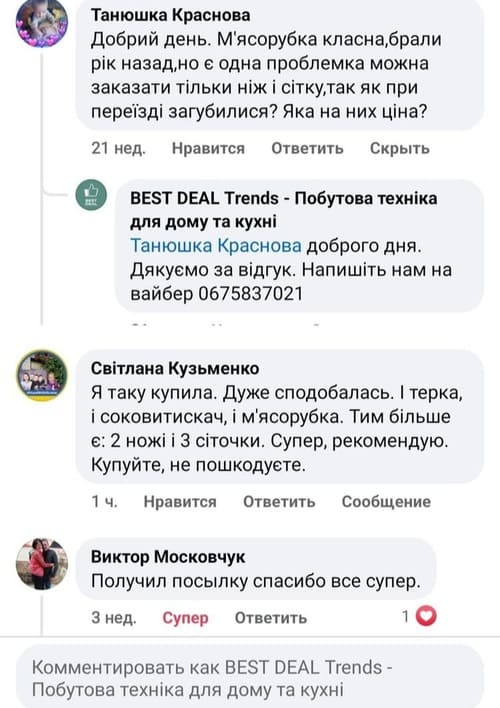 Танюшка Краснова
Добрий день. М'ясорубка класна,брали
рік назад,но є одна проблемка можна
заказати тільки ніж і сітку,так як при
переїзді загубилися? Яка на них ціна?
21 нед. Нравится Ответить Скрыть
BEST DEAL Trends - Побутова техніка
для дому та кухні
Танюшка Краснова доброго дня.
Дякуємо за відгук. Напишіть нам на
вайбер 0675837021
Світлана Кузьменко
Я таку купила. Дуже сподобалась. І терка,
і соковитискач, і м'ясорубка. Тим більше
є: 2 ножі і 3 сіточки. Супер, рекомендую.
Купуйте, не пошкодуєте.
1 ч. Нравится Ответить Сообщение
Виктор Московчук
Получил посылку спасибо все супер.
3 нед. Супер Ответить 1
Комментировать как BEST DEAL Trends -
Побутова техніка для дому та кухні